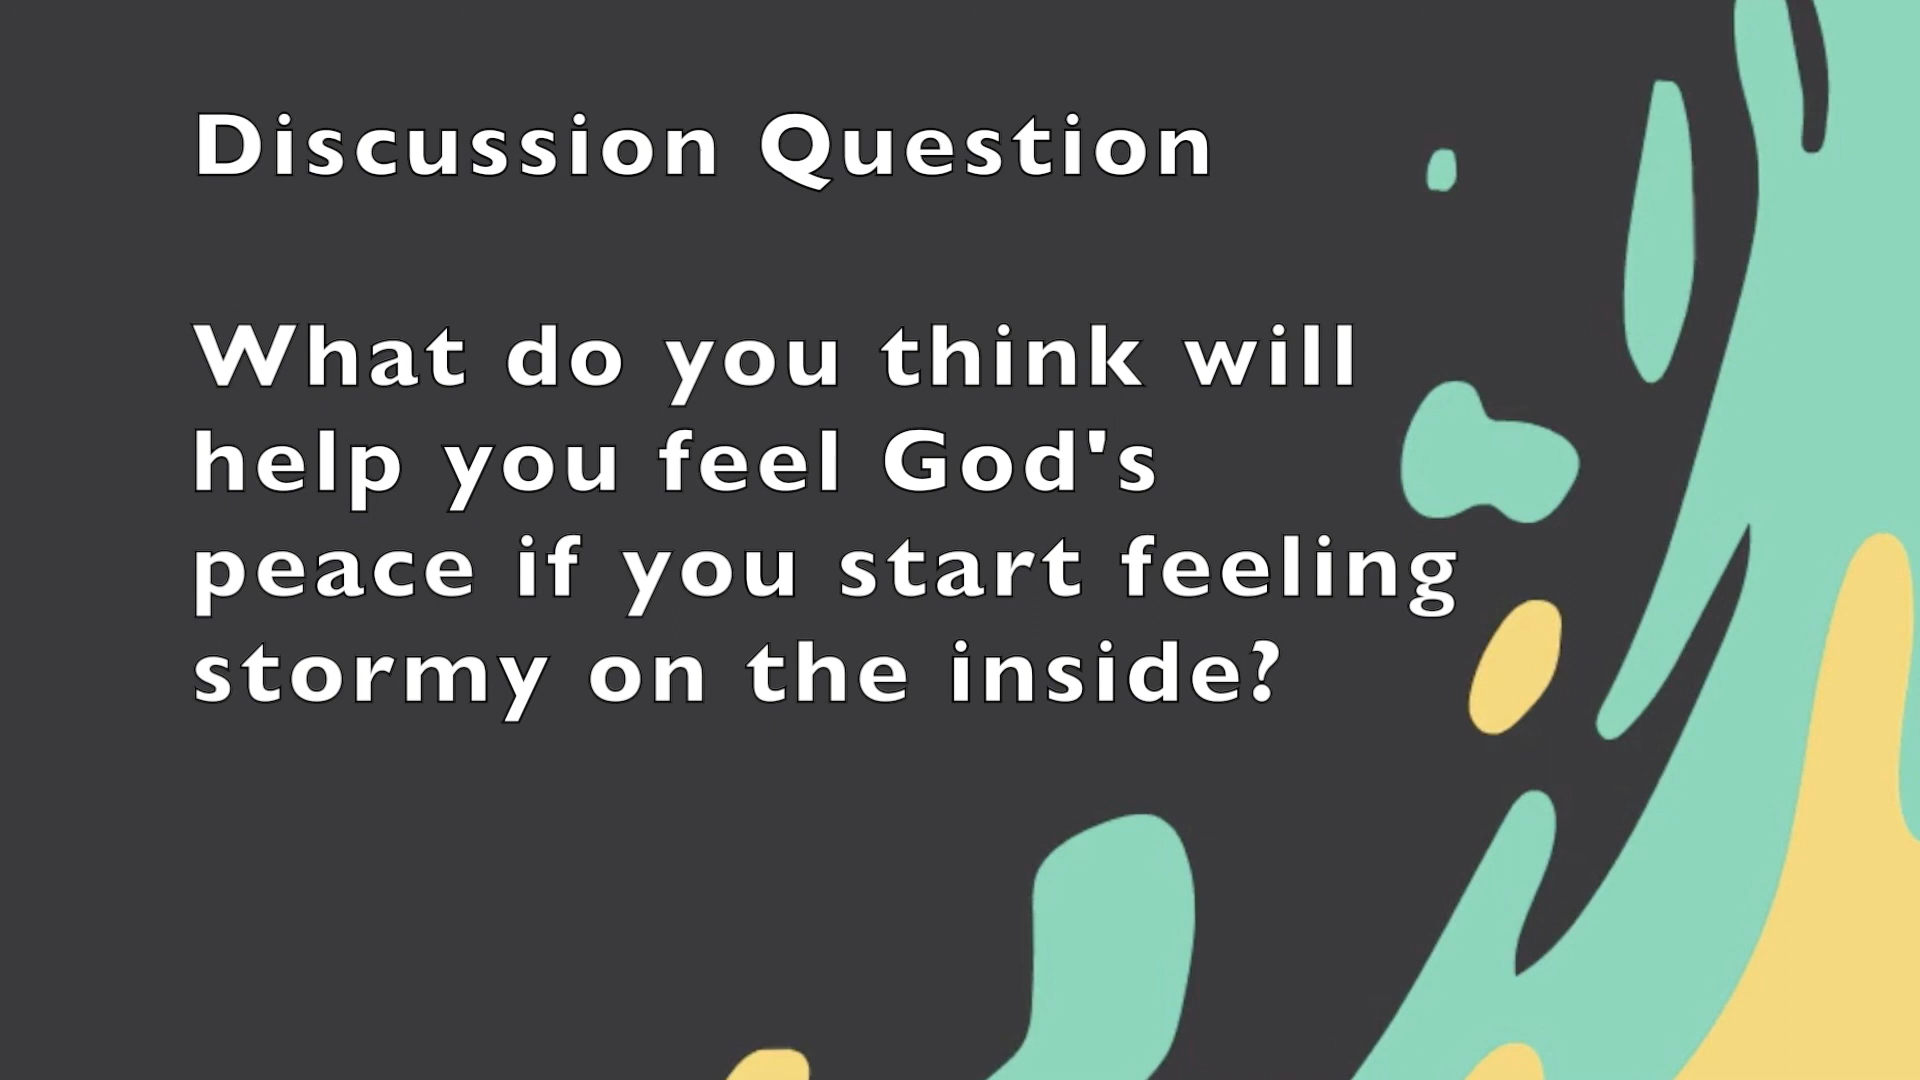 Discussion Question
What do you think will
help you feel God's
peace if you start feeling
stormy on the inside?